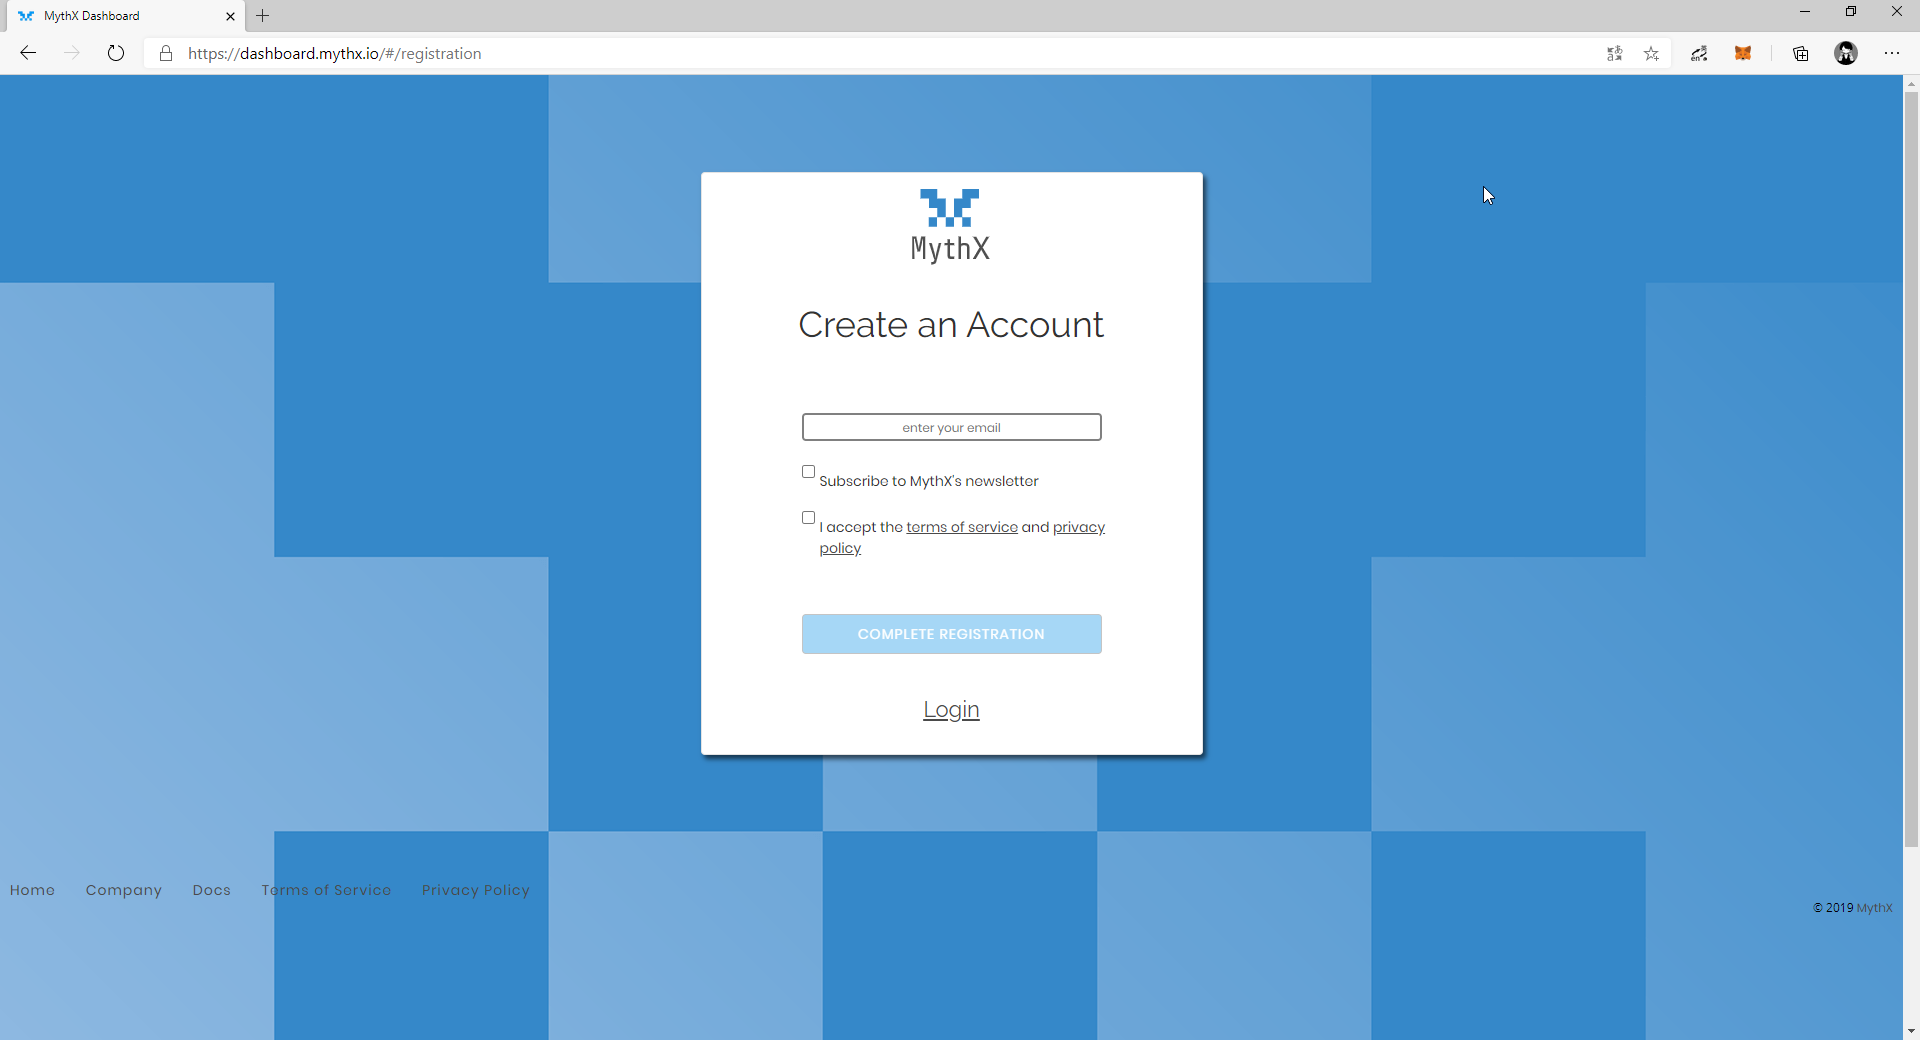 MythX Dashboard
https://dashboard.mythx.io/#/registration
MythX
Create an Account
enter your email
Subscribe to MythX's newsletter
I accept the terms of service and privacy
policy
COMPLETE REGISTRATION
Login
Home Company Docs Terms of Service Privacy Policy
© 2019 MythX